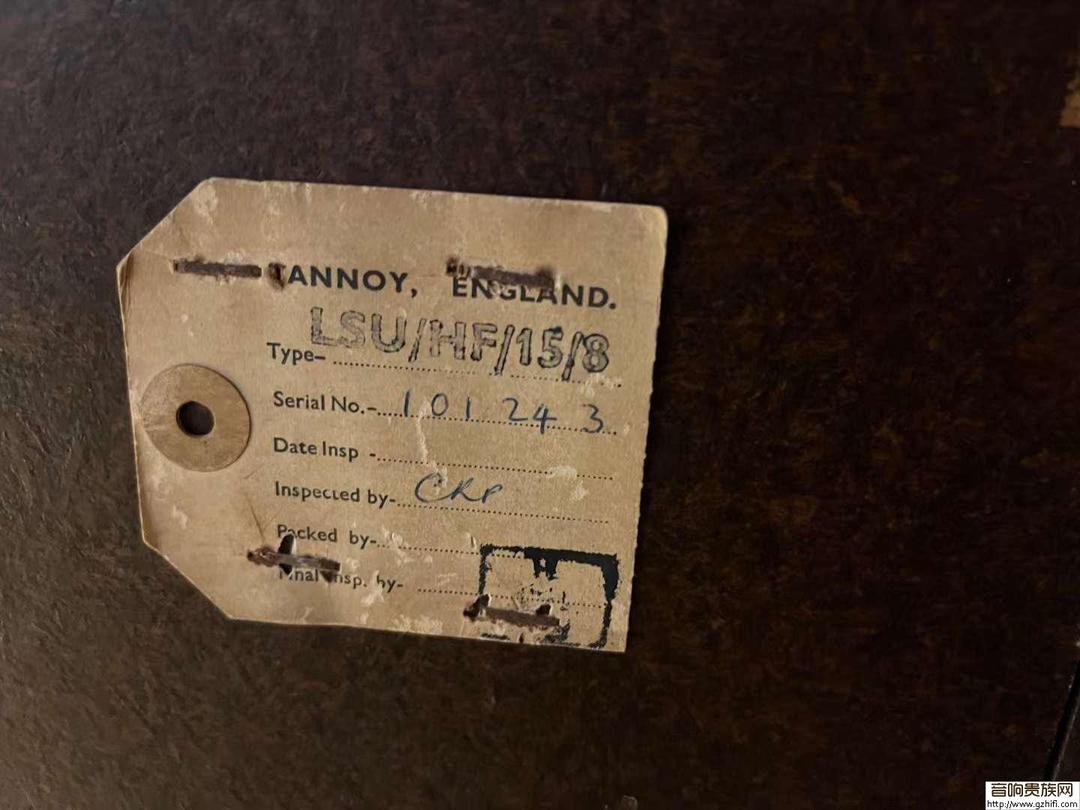 TANNOY, ENGLAND.
Type- LSU/HF/15/8
Serial No.- 101243
Date Insp -
Inspected by- CRP
Packed by-
Final insp. by-
音响贵族网
http://www.gzhifi.com